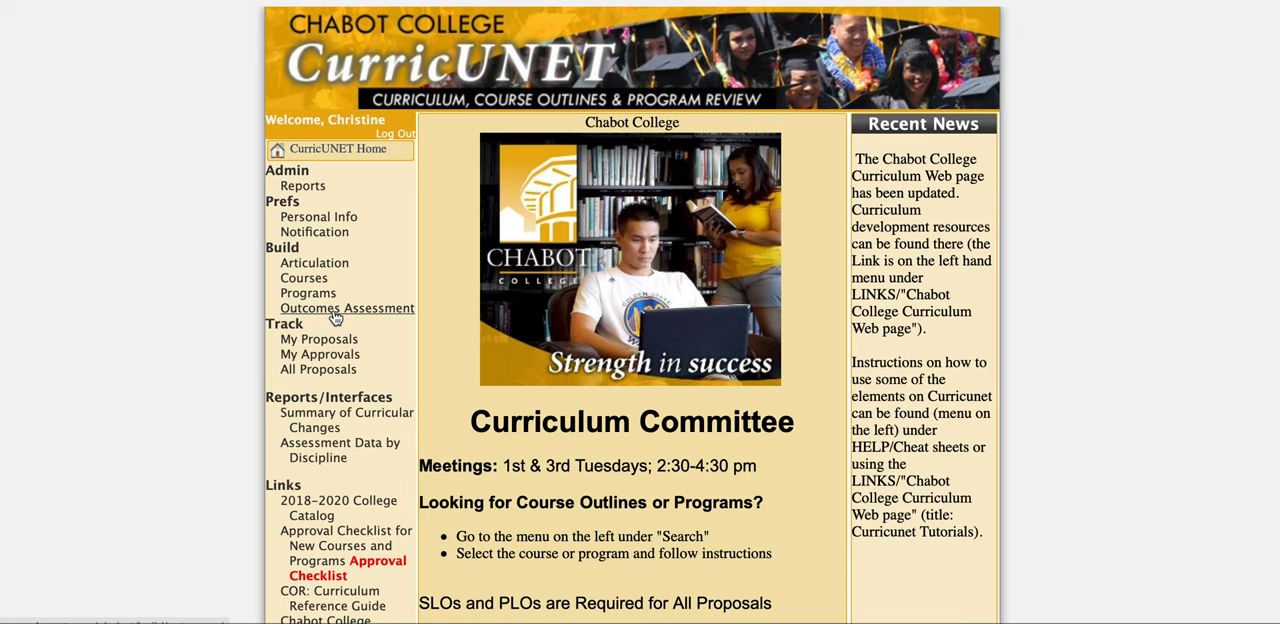 CHABOT COLLEGE
CurricUNET
CURRICULUM, COURSE OUTLINES & PROGRAM REVIEW
Welcome, Christine
Log Out
CurricUNET Home
Admin
Reports
Prefs
Personal Info
Notification
Build
Articulation
Courses
Programs
Outcomes Assessment
Track
My Proposals
My Approvals
All Proposals
Reports/Interfaces
Summary of Curricular
Changes
Assessment Data by
Discipline
Links
2018-2020 College
Catalog
Approval Checklist for
New Courses and
Programs Approval
Checklist
COR: Curriculum
Reference Guide
Chabot College
Chabot College
CHABOT
COLLEGE
GOLDEN STATE
Strength in success
Curriculum Committee
Meetings: 1st & 3rd Tuesdays; 2:30-4:30 pm
Looking for Course Outlines or Programs?
• Go to the menu on the left under "Search"
• Select the course or program and follow instructions
SLOs and PLOs are Required for All Proposals
Recent News
The Chabot College
Curriculum Web page
has been updated.
Curriculum
development resources
can be found there (the
Link is on the left hand
menu under
LINKS/"Chabot
College Curriculum
Web page").
Instructions on how to
use some of the
elements on Curricunet
can be found (menu on
the left) under
HELP/Cheat sheets or
using the
LINKS/"Chabot
College Curriculum
Web page" (title:
Curricunet Tutorials).